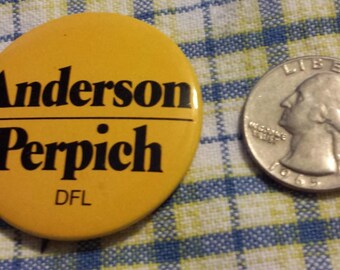 Anderson
Perpich
DFL
LIBE